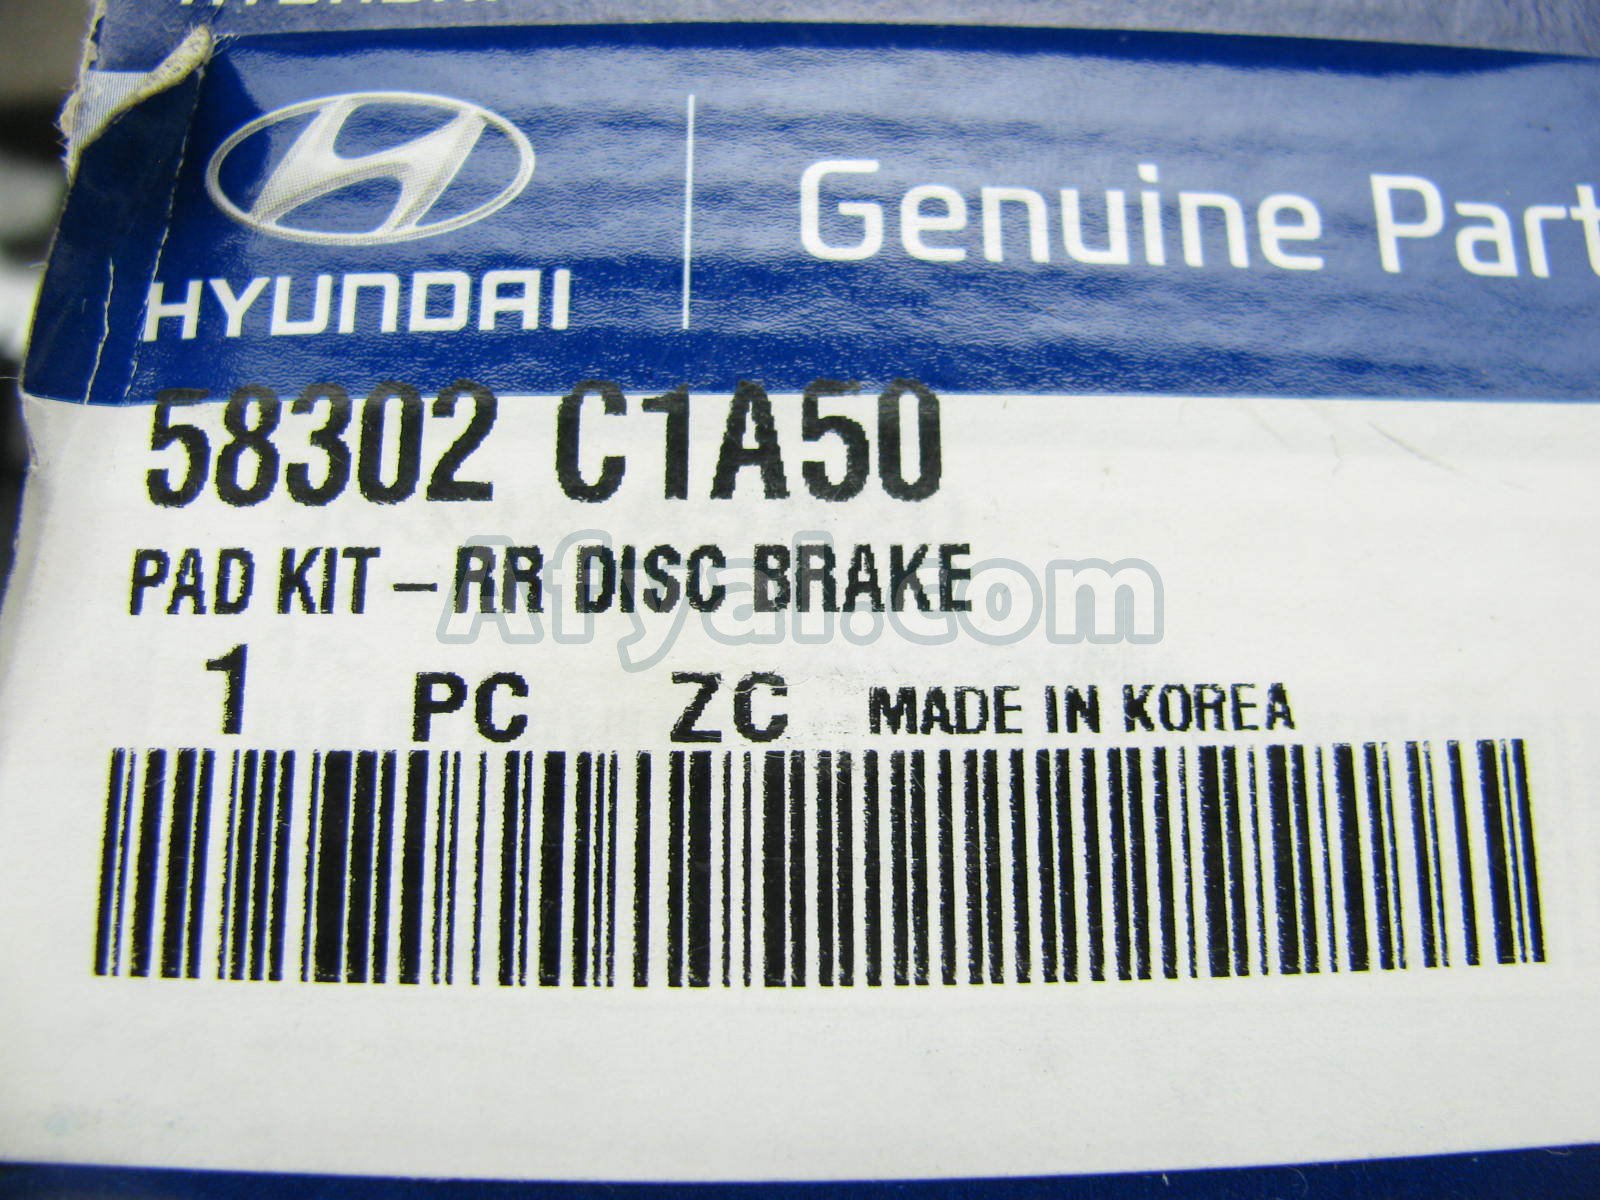 HYUNDAI
Genuine Part
58302 C1A50
PAD KIT - RR DISC BRAKE
Afyal.com
1 PC ZC MADE IN KOREA